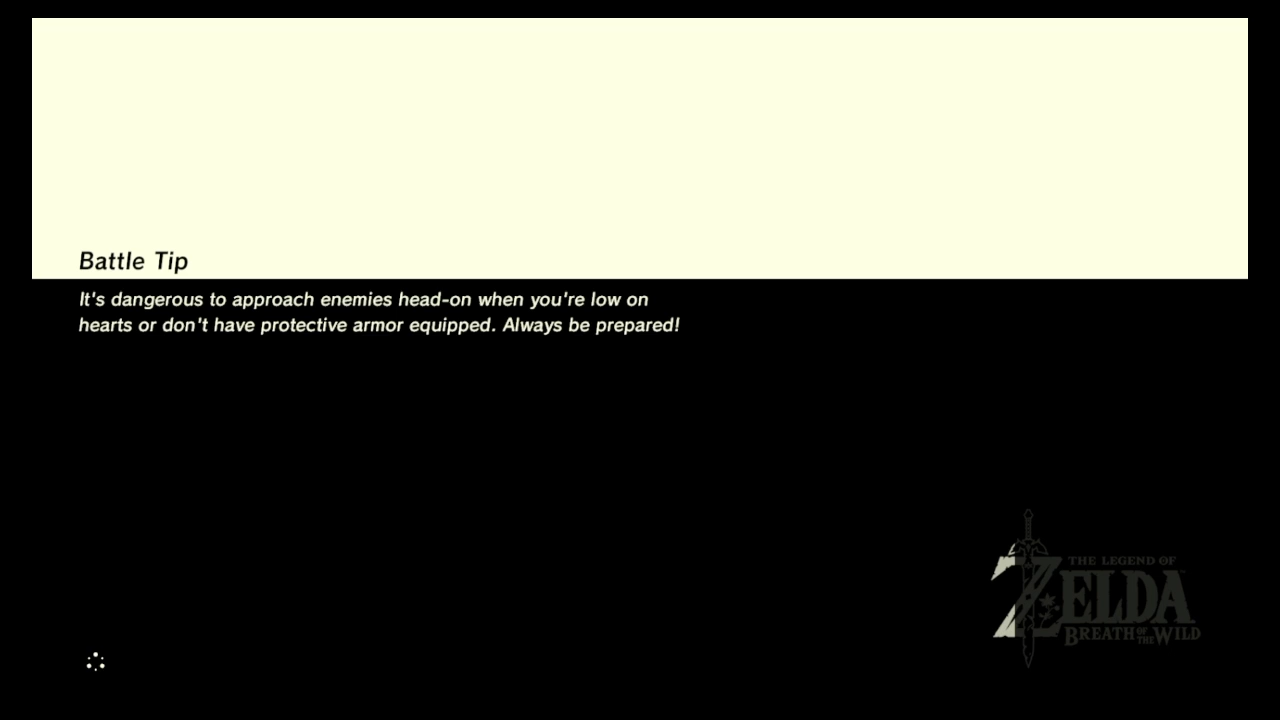 Battle Tip
It's dangerous to approach enemies head-on when you're low on
hearts or don't have protective armor equipped. Always be prepared!
THE LEGEND OF
ZELDA
BREATH OF THE WILD